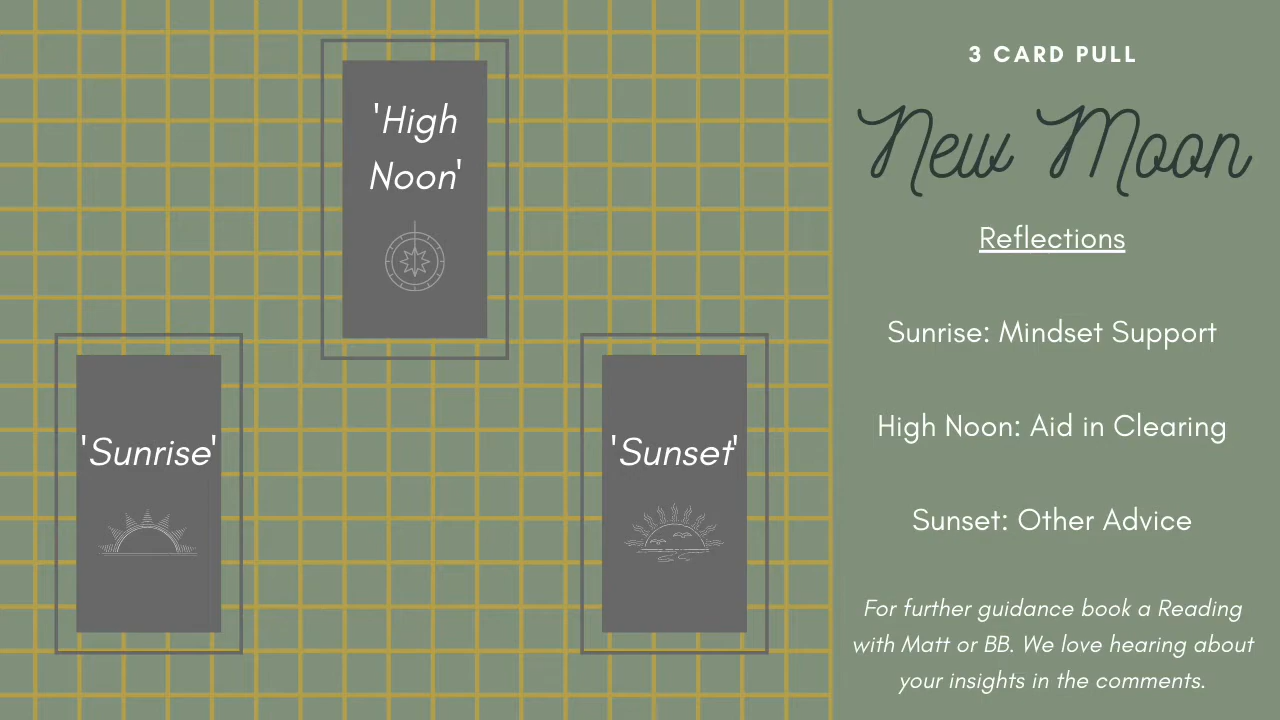 'High
Noon'
'Sunrise'
'Sunset'
3 CARD PULL
New Moon
Reflections
Sunrise: Mindset Support
High Noon: Aid in Clearing
Sunset: Other Advice
For further guidance book a Reading
with Matt or BB. We love hearing about
your insights in the comments.